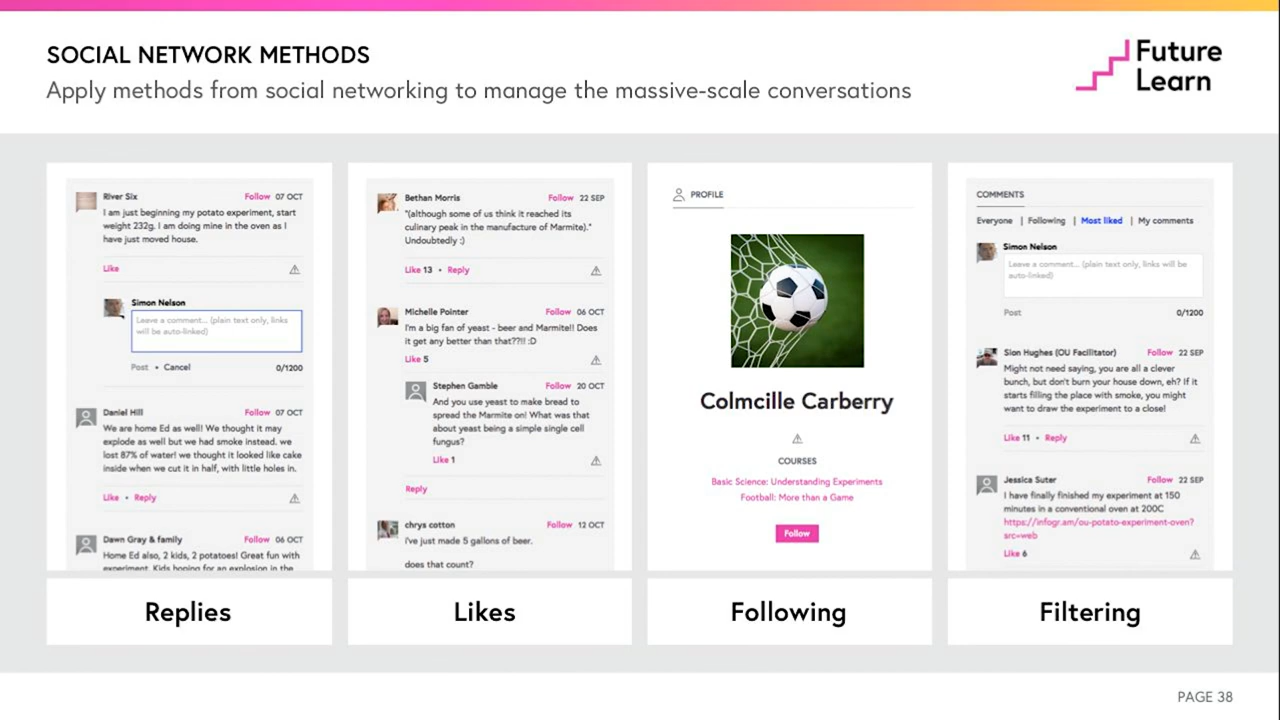 SOCIAL NETWORK METHODS
Apply methods from social networking to manage the massive-scale conversations
Future
Learn
River Six Follow 07 OCT
I am just beginning my potato experiment, start
weight 232g. I am doing mine in the oven as I
have just moved house.
Like
Simon Nelson
Leave a comment... (plain text only, links
will be auto-linked)
Post • Cancel 0/1200
Daniel Hill Follow 07 OCT
We are home Ed as well! We thought it may
explode as well but we had smoke instead. we
lost 87% of water! we thought it looked like cake
inside when we cut it in half, with little holes in.
Like • Reply
Dawn Gray & family Follow 06 OCT
Home Ed also, 2 kids, 2 potatoes! Great fun with
experiment. Kids hoping for an explosion in the
Replies
Bethan Morris Follow 22 SEP
"(although some of us think it reached its
culinary peak in the manufacture of Marmite)."
Undoubtedly :)
Like 13 • Reply
Michelle Pointer Follow 06 OCT
I'm a big fan of yeast - beer and Marmite!! Does
it get any better than that??!! :D
Like 5
Stephen Gamble Follow 20 OCT
And you use yeast to make bread to
spread the Marmite on! What was that
about yeast being a simple single cell
fungus?
Like 1
Reply
chrys cotton Follow 12 OCT
I've just made 5 gallons of beer.
does that count?
Likes
PROFILE
Colmcille Carberry
COURSES
Basic Science: Understanding Experiments
Football: More than a Game
Follow
Following
COMMENTS
Everyone | Following | Most liked | My comments
Simon Nelson
Leave a comment... (plain text only, links will be
auto-linked)
Post 0/1200
Sion Hughes (OU Facilitator) Follow 22 SEP
Might not need saying, you are all a clever
bunch, but don't burn your house down, eh? If it
starts filling the place with smoke, you might
want to draw the experiment to a close!
Like 11 • Reply
Jessica Suter Follow 22 SEP
I have finally finished my experiment at 150
minutes in a conventional oven at 200C
https://infogr.am/ou-potato-experiment-oven?
src=web
Like 6
Filtering
PAGE 38